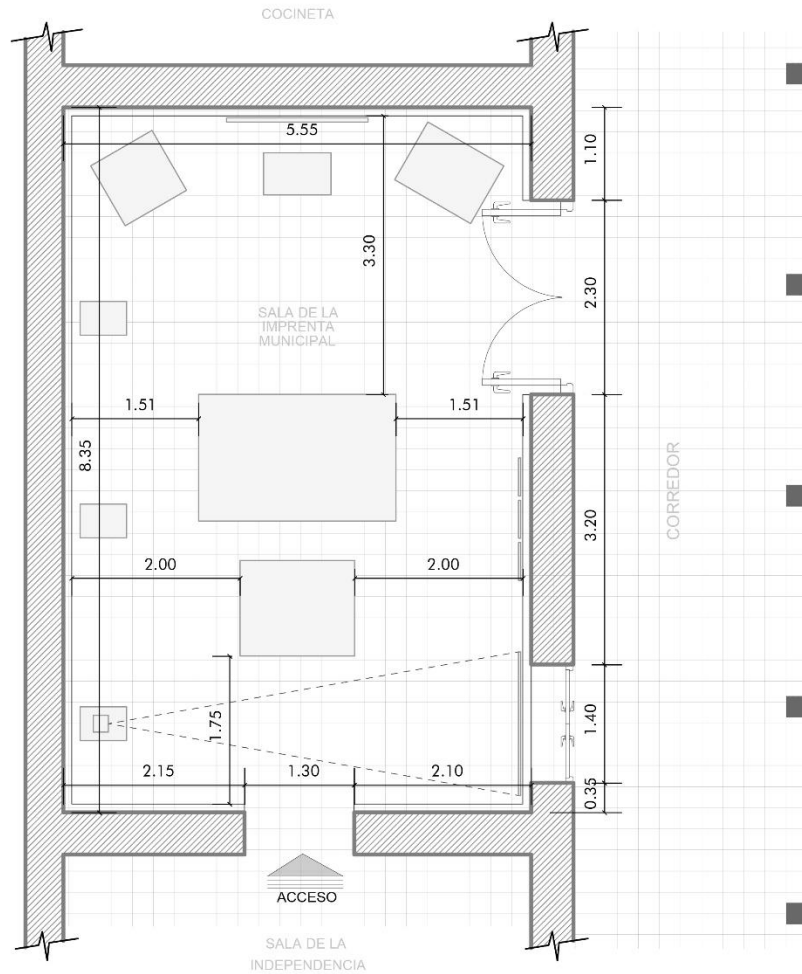 COCINETA
5.55
1.10
3.30
2.30
SALA DE LA
IMPRENTA
MUNICIPAL
1.51
1.51
8.35
CORREDOR
3.20
2.00
2.00
1.75
1.40
2.15
1.30
2.10
0.35
ACCESO
SALA DE LA
INDEPENDENCIA